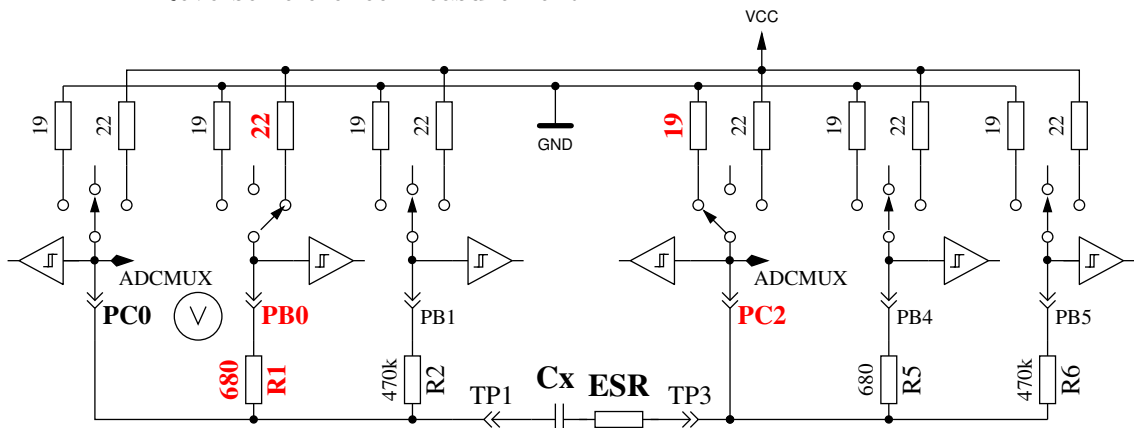 VCC
19
22
19
22
19
22
GND
19
22
19
22
19
22
ADCMUX
ADCMUX
PC0
V
PB0
PB1
PC2
PB4
PB5
680
R1
470k
R2
TP1
Cx
ESR
TP3
680
R5
470k
R6